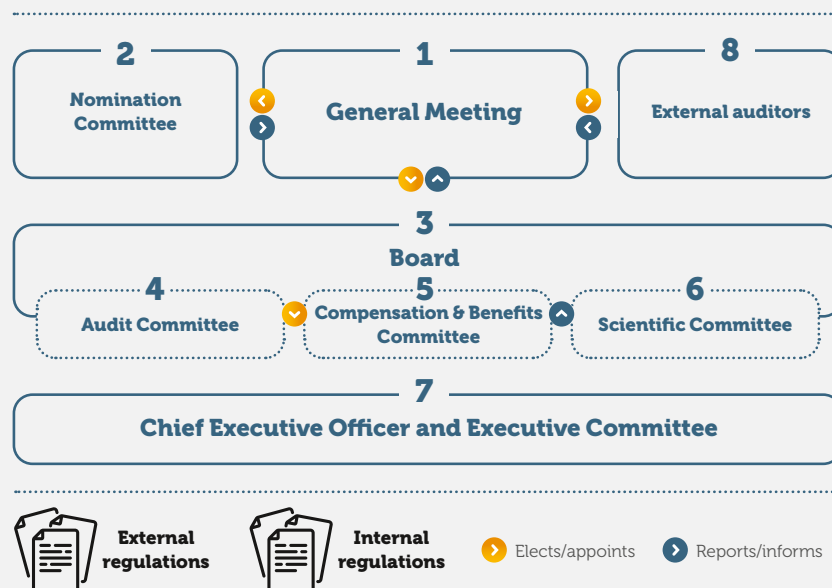 2
Nomination
Committee
1
General Meeting
8
External auditors
3
Board
4
Audit Committee
5
Compensation & Benefits
Committee
6
Scientific Committee
7
Chief Executive Officer and Executive Committee
External
regulations
Internal
regulations
Elects/appoints
Reports/informs